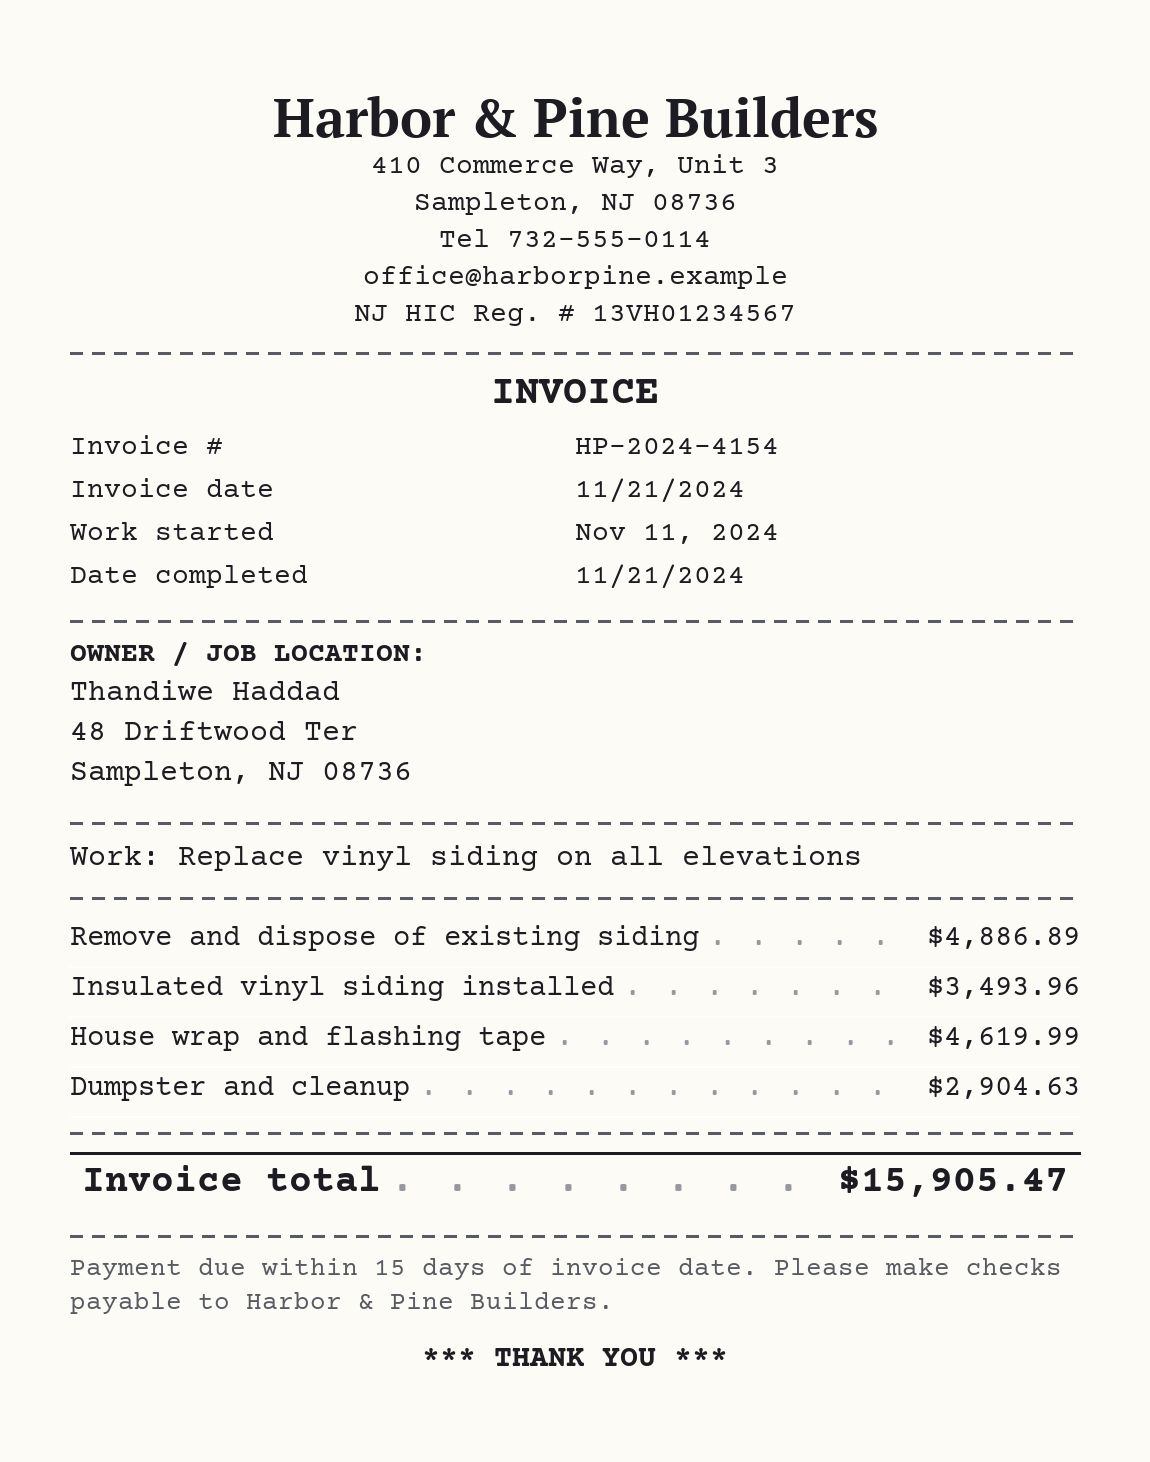 Harbor & Pine Builders
410 Commerce Way, Unit 3
Sampleton, NJ 08736
Tel 732-555-0114
office@harborpine.example
NJ HIC Reg. # 13VH01234567
INVOICE
Invoice # HP-2024-4154
Invoice date 11/21/2024
Work started Nov 11, 2024
Date completed 11/21/2024
OWNER / JOB LOCATION:
Thandiwe Haddad
48 Driftwood Ter
Sampleton, NJ 08736
Work: Replace vinyl siding on all elevations
Remove and dispose of existing siding . . . . . $4,886.89
Insulated vinyl siding installed . . . . . . . $3,493.96
House wrap and flashing tape . . . . . . . . . $4,619.99
Dumpster and cleanup . . . . . . . . . . . . $2,904.63
Invoice total . . . . . . . . $15,905.47
Payment due within 15 days of invoice date. Please make checks
payable to Harbor & Pine Builders.
*** THANK YOU ***